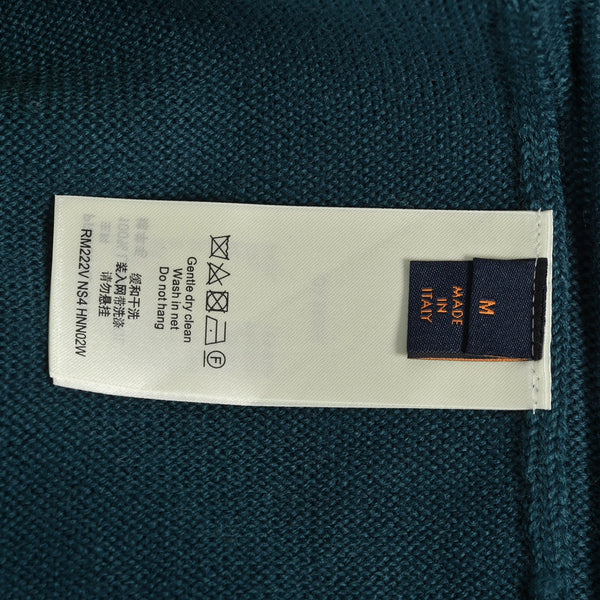 Gentle dry clean
Wash in net
Do not hang
缓和干洗
装入网带洗涤
请勿悬挂
RM222V NS4 HNN02W
M
MADE
IN
ITALY